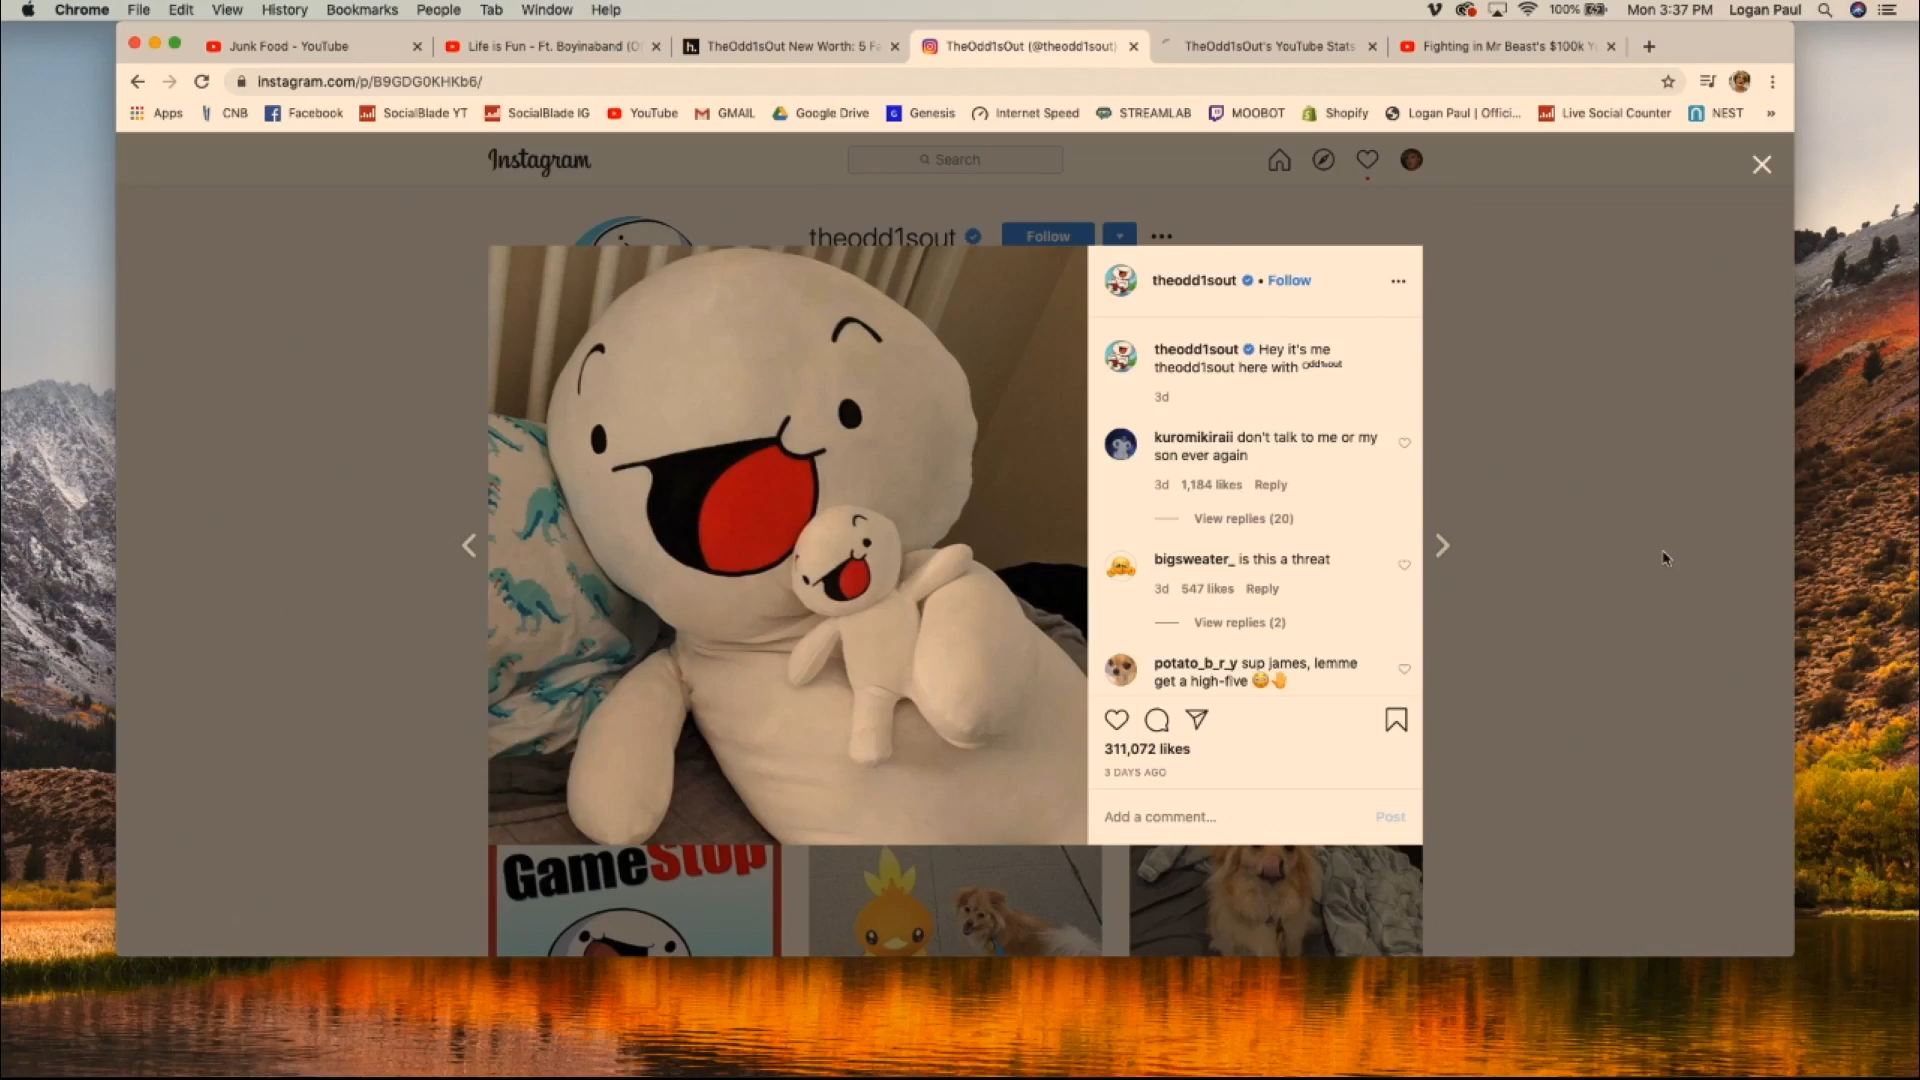 Chrome File Edit View History Bookmarks People Tab Window Help 100% Mon 3:37 PM Logan Paul
Junk Food - YouTube Life is Fun - Ft. Boyinaband (O TheOdd1sOut New Worth: 5 Fa TheOdd1sOut (@theodd1sout) TheOdd1sOut's YouTube Stats Fighting in Mr Beast's $100k Y
instagram.com/p/B9GDG0KHKb6/
Apps CNB Facebook SocialBlade YT SocialBlade IG YouTube GMAIL Google Drive Genesis Internet Speed STREAMLAB MOOBOT Shopify Logan Paul | Offici... Live Social Counter NEST »
Instagram Search
theodd1sout Follow
theodd1sout • Follow
theodd1sout Hey it's me
theodd1sout here with ᵒᵈᵈ¹ˢᵒᵘᵗ
3d
kuromikiraii don't talk to me or my
son ever again
3d 1,184 likes Reply
View replies (20)
bigsweater_ is this a threat
3d 547 likes Reply
View replies (2)
potato_b_r_y sup james, lemme
get a high-five 😳🤚
311,072 likes
3 DAYS AGO
Add a comment... Post
GameStop